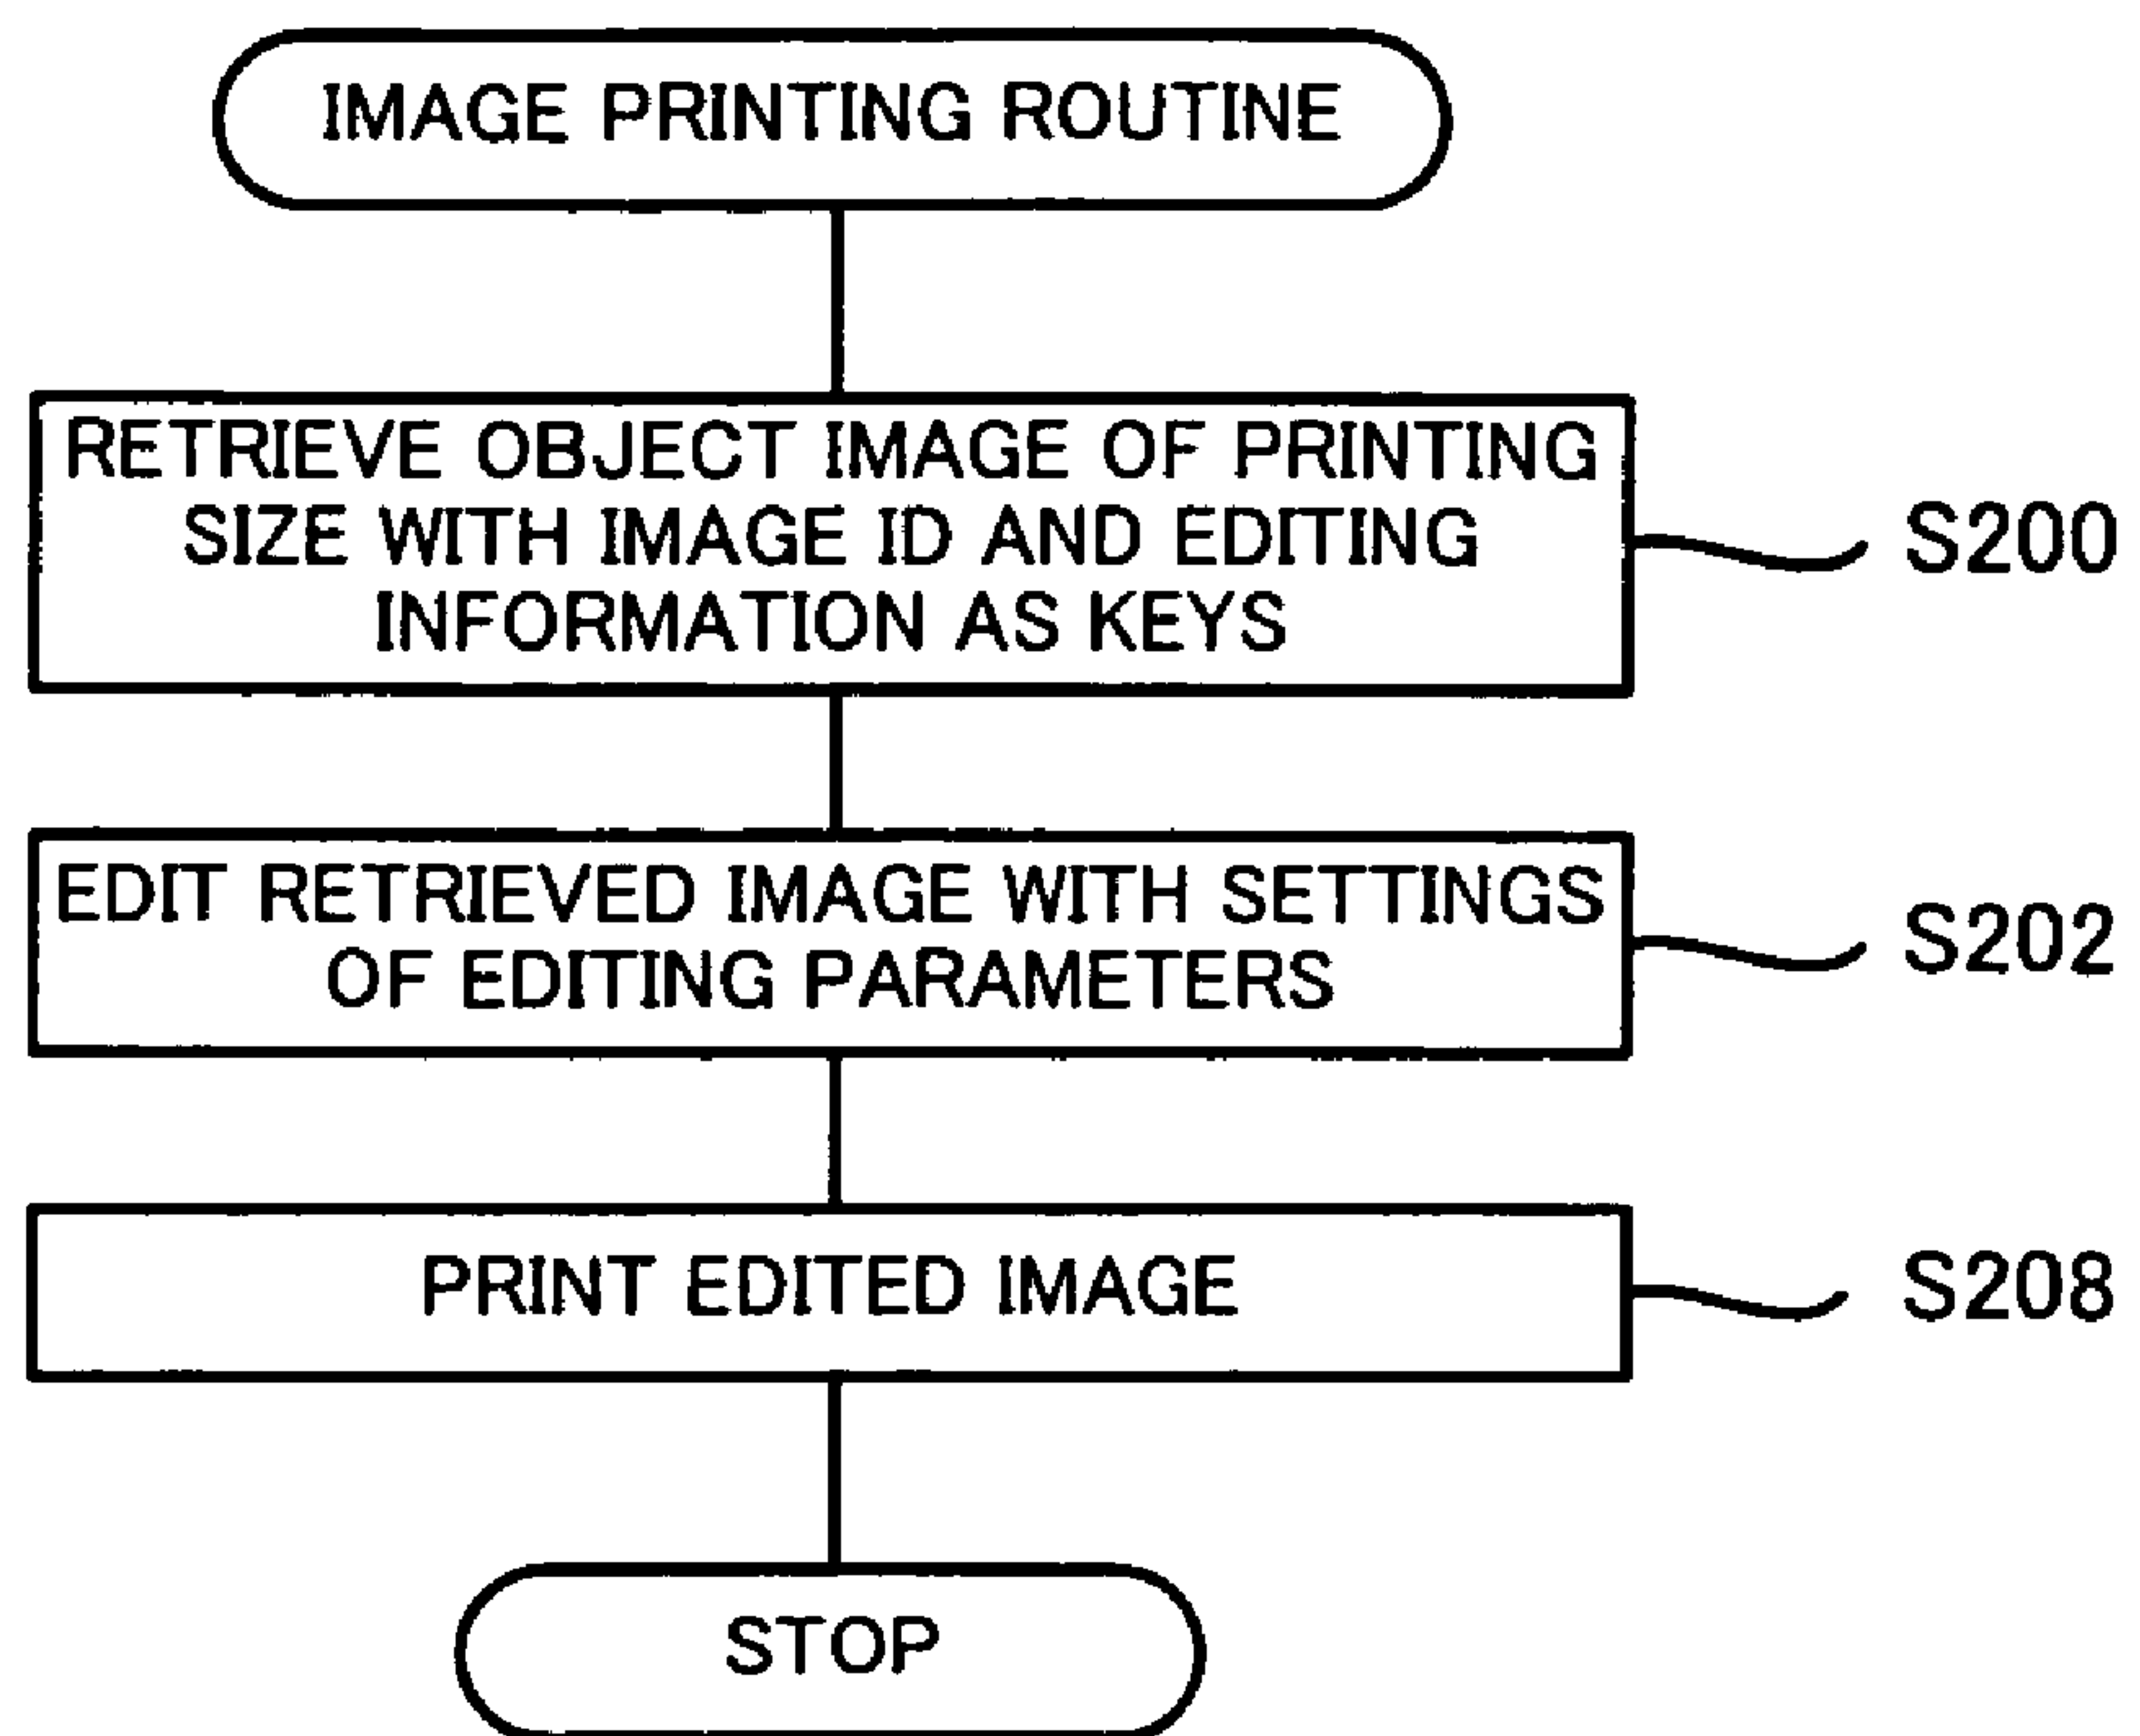 IMAGE PRINTING ROUTINE
RETRIEVE OBJECT IMAGE OF PRINTING
SIZE WITH IMAGE ID AND EDITING
INFORMATION AS KEYS
S200
EDIT RETRIEVED IMAGE WITH SETTINGS
OF EDITING PARAMETERS
S202
PRINT EDITED IMAGE
S208
STOP